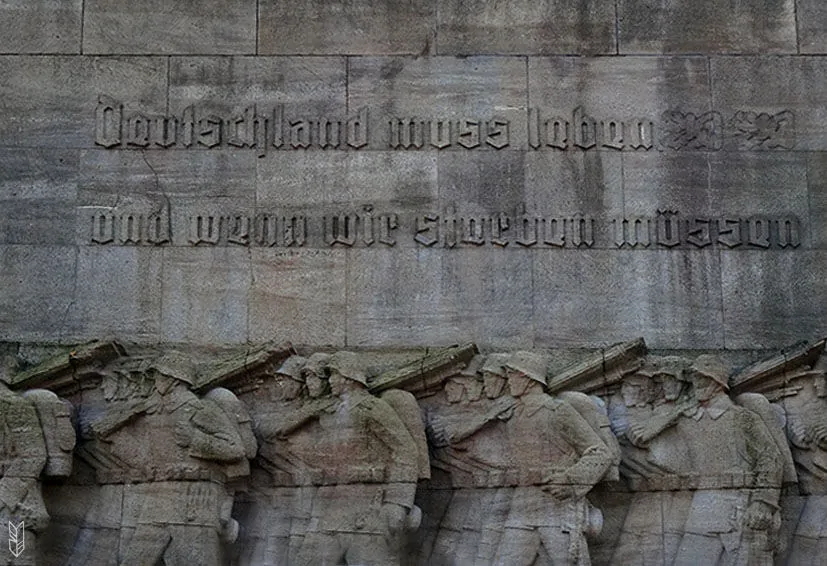 Deutschland muss leben
und wenn wir sterben müssen